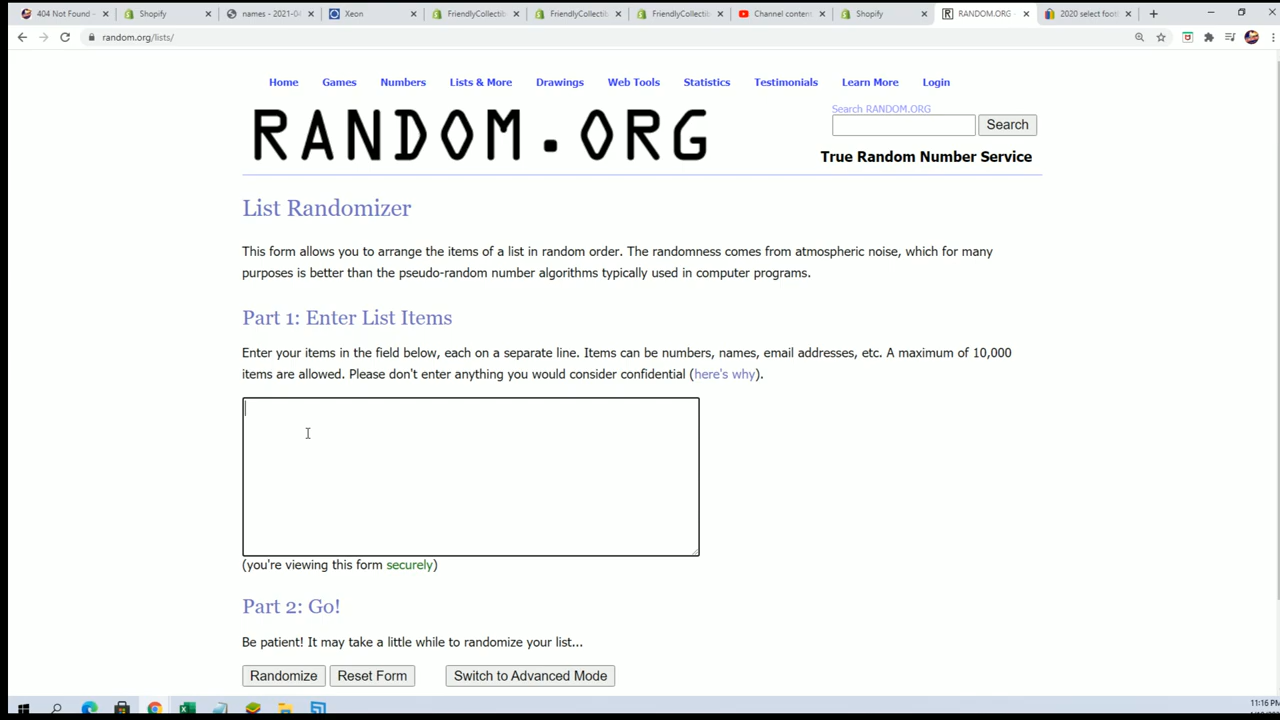 404 Not Found -
Shopify
names - 2021-04
Xeon
FriendlyCollectib
FriendlyCollectib
FriendlyCollectib
Channel content
Shopify
RANDOM.ORG -
2020 select foot
random.org/lists/
Home Games Numbers Lists & More Drawings Web Tools Statistics Testimonials Learn More Login
RANDOM.ORG
Search RANDOM.ORG
Search
True Random Number Service
List Randomizer
This form allows you to arrange the items of a list in random order. The randomness comes from atmospheric noise, which for many
purposes is better than the pseudo-random number algorithms typically used in computer programs.
Part 1: Enter List Items
Enter your items in the field below, each on a separate line. Items can be numbers, names, email addresses, etc. A maximum of 10,000
items are allowed. Please don't enter anything you would consider confidential (here's why).
(you're viewing this form securely)
Part 2: Go!
Be patient! It may take a little while to randomize your list...
Randomize Reset Form Switch to Advanced Mode
11:16 PM